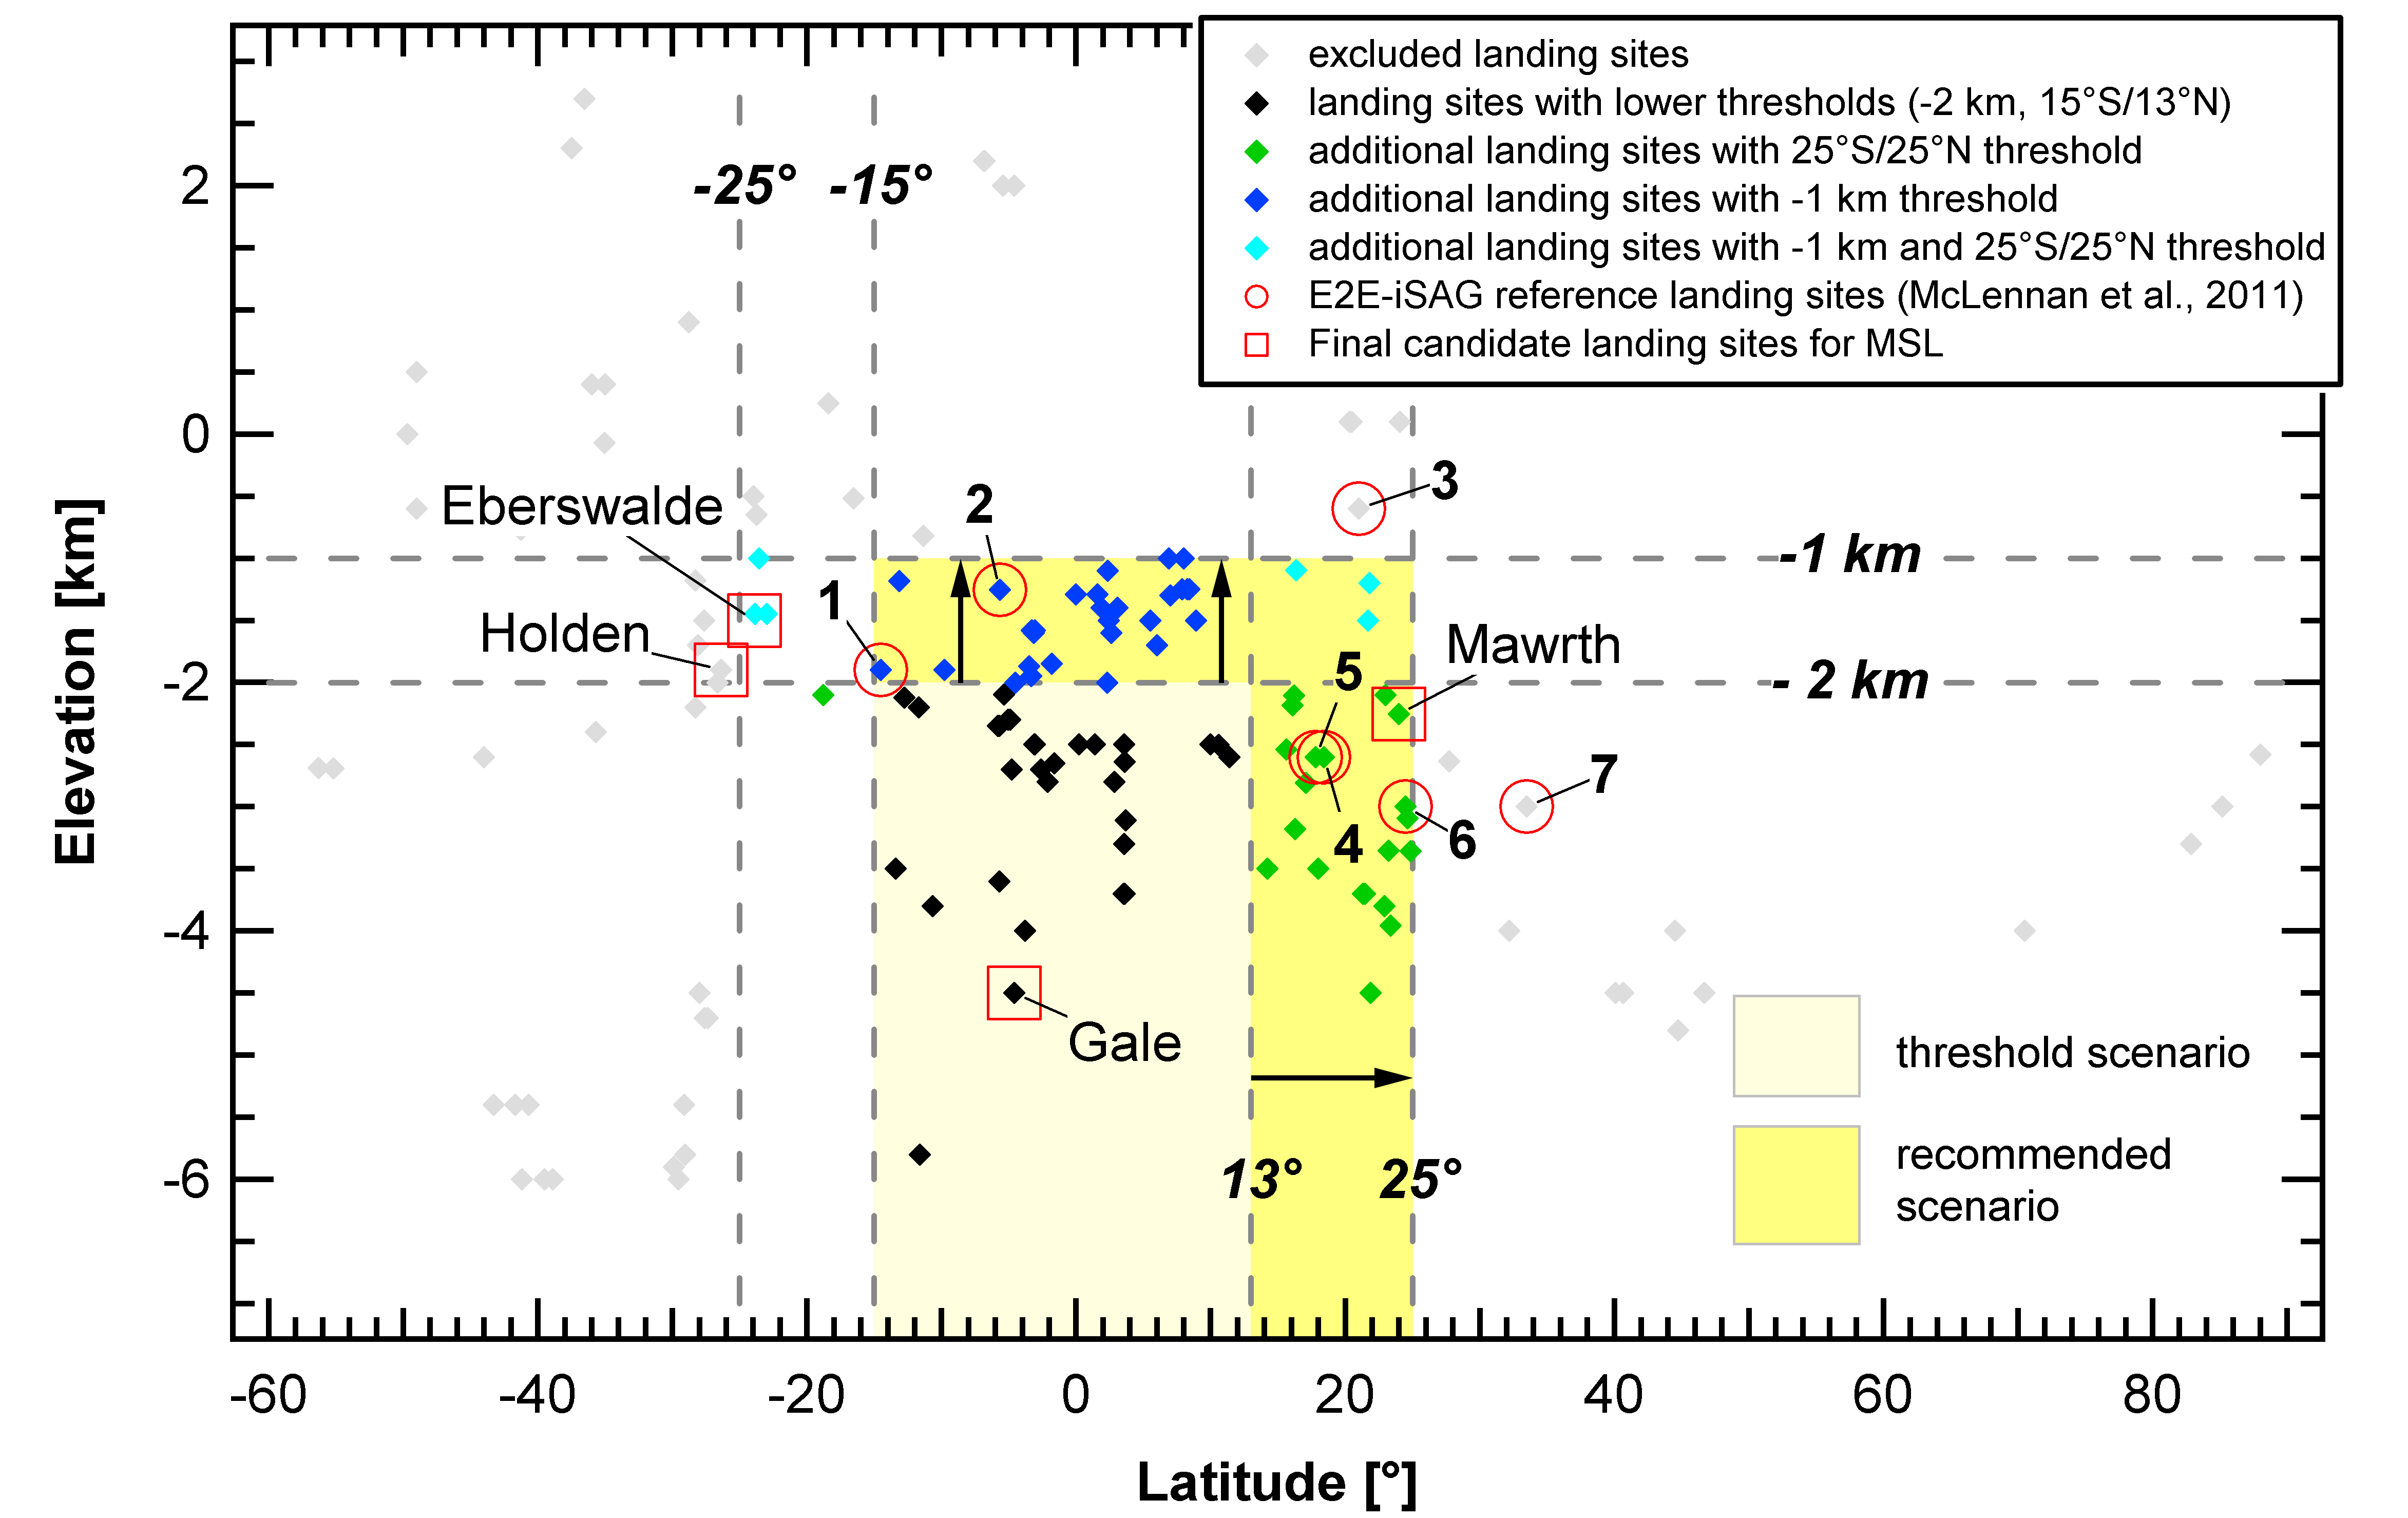 excluded landing sites
landing sites with lower thresholds (-2 km, 15°S/13°N)
additional landing sites with 25°S/25°N threshold
additional landing sites with -1 km threshold
additional landing sites with -1 km and 25°S/25°N threshold
E2E-iSAG reference landing sites (McLennan et al., 2011)
Final candidate landing sites for MSL
2
-25° -15°
0
3
Eberswalde
2
-1 km
1
Holden
Mawrth
-2
5
- 2 km
7
4
6
-4
Gale
threshold scenario
-6
13° 25°
recommended
scenario
-60 -40 -20 0 20 40 60 80
Elevation [km]
Latitude [°]